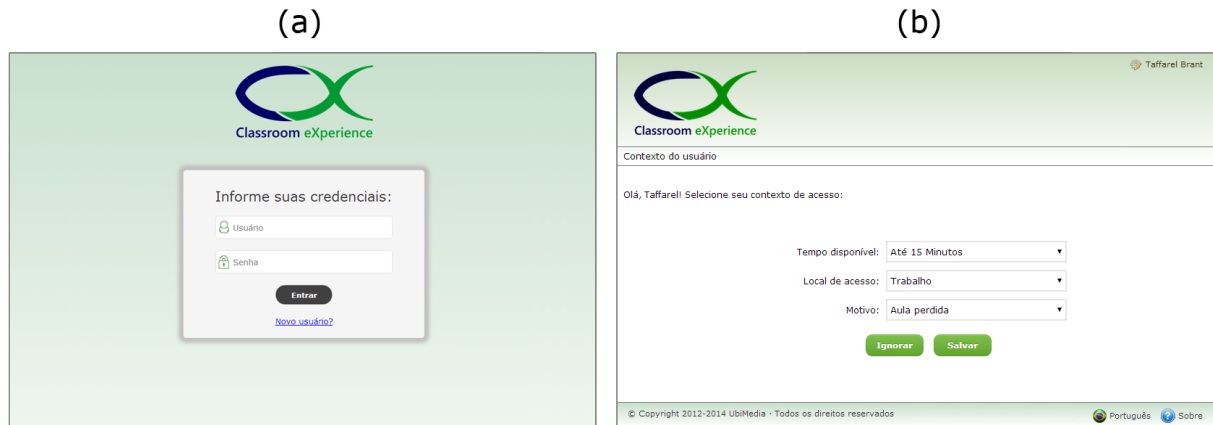 (a)
Classroom eXperience
Informe suas credenciais:
Usuário
Senha
Entrar
Novo usuário?
(b)
Taffarel Brant
Classroom eXperience
Contexto do usuário
Olá, Taffarel! Selecione seu contexto de acesso:
Tempo disponível: Até 15 Minutos
Local de acesso: Trabalho
Motivo: Aula perdida
Ignorar Salvar
© Copyright 2012-2014 UbiMedia · Todos os direitos reservados Português Sobre